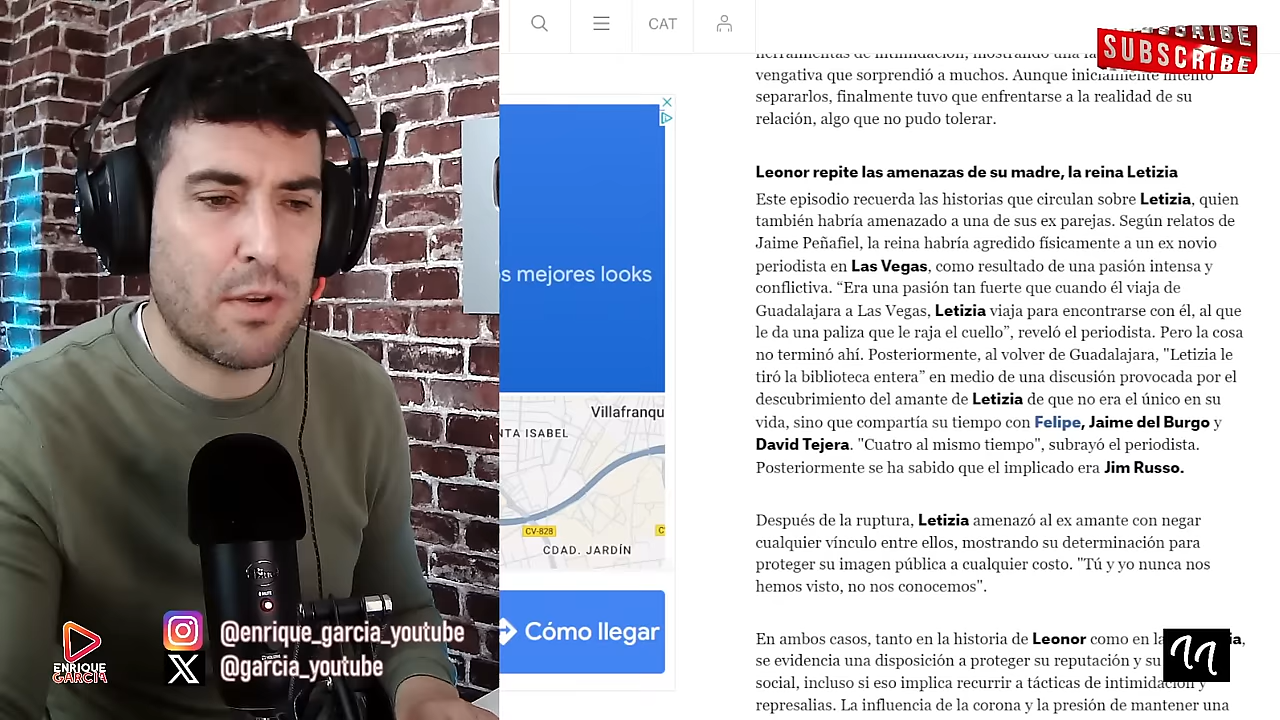 CAT
SUBSCRIBE
SUBSCRIBE
vengativa que sorprendió a muchos. Aunque inicialmente intentó
separarlos, finalmente tuvo que enfrentarse a la realidad de su
relación, algo que no pudo tolerar.
Leonor repite las amenazas de su madre, la reina Letizia
Este episodio recuerda las historias que circulan sobre Letizia, quien
también habría amenazado a una de sus ex parejas. Según relatos de
Jaime Peñafiel, la reina habría agredido físicamente a un ex novio
periodista en Las Vegas, como resultado de una pasión intensa y
conflictiva. “Era una pasión tan fuerte que cuando él viaja de
Guadalajara a Las Vegas, Letizia viaja para encontrarse con él, al que
le da una paliza que le raja el cuello”, reveló el periodista. Pero la cosa
no terminó ahí. Posteriormente, al volver de Guadalajara, "Letizia le
tiró la biblioteca entera” en medio de una discusión provocada por el
descubrimiento del amante de Letizia de que no era el único en su
vida, sino que compartía su tiempo con Felipe, Jaime del Burgo y
David Tejera. "Cuatro al mismo tiempo", subrayó el periodista.
Posteriormente se ha sabido que el implicado era Jim Russo.
Después de la ruptura, Letizia amenazó al ex amante con negar
cualquier vínculo entre ellos, mostrando su determinación para
proteger su imagen pública a cualquier costo. "Tú y yo nunca nos
hemos visto, no nos conocemos".
En ambos casos, tanto en la historia de Leonor como en la
se evidencia una disposición a proteger su reputación y su
social, incluso si eso implica recurrir a tácticas de intimidación y
represalias. La influencia de la corona y la presión de mantener una
s mejores looks
Villafranqu
NTA ISABEL
CV-828
CDAD. JARDÍN
Cómo llegar
ENRIQUE
GARCIA
@enrique_garcia_youtube
@garcia_youtube